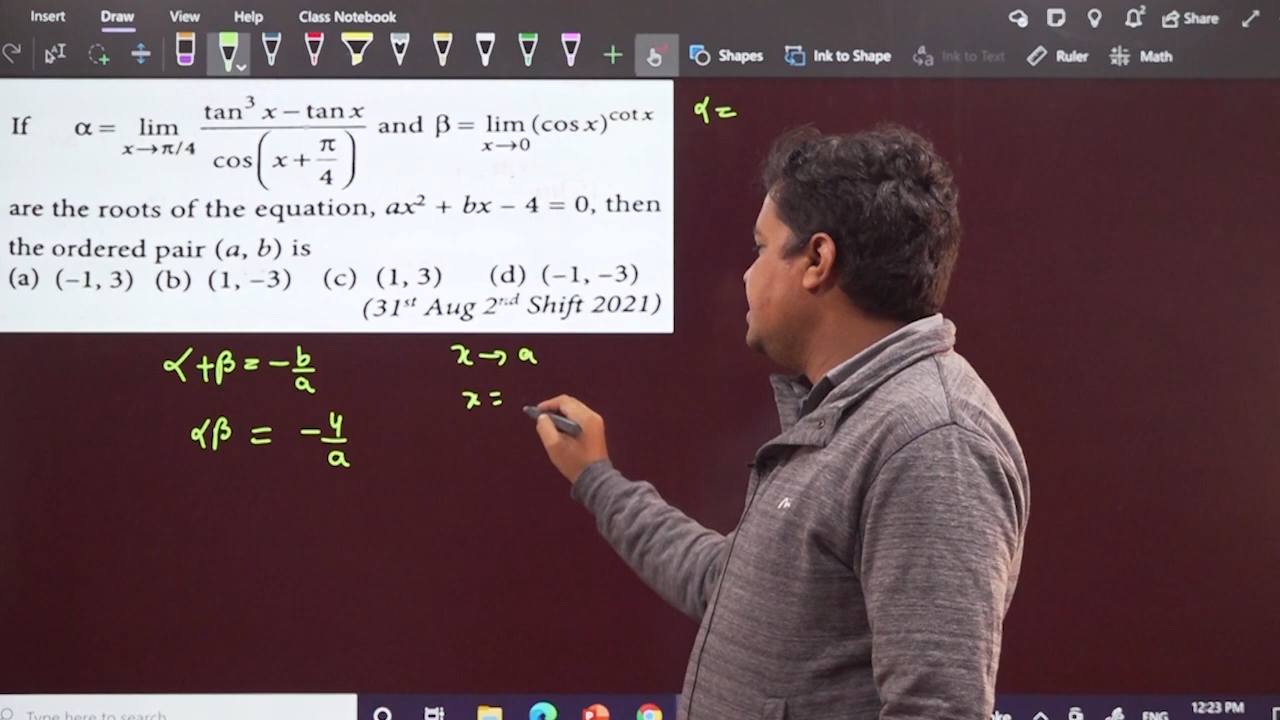 Insert Draw View Help Class Notebook
Share
Shapes Ink to Shape Ink to Text Ruler Math
If α = lim x→π/4 (tan³ x − tan x)/cos(x + π/4) and β = lim x→0 (cos x)^cot x
are the roots of the equation, ax² + bx − 4 = 0, then
the ordered pair (a, b) is
(a) (−1, 3) (b) (1, −3) (c) (1, 3) (d) (−1, −3)
(31st Aug 2nd Shift 2021)
α =
α + β = −b/a
x → a
x =
αβ = −4/a
Type here to search
ENG
12:23 PM